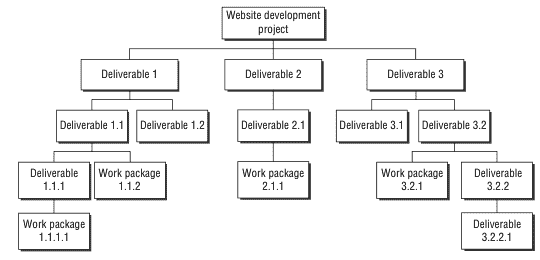 Website development
project
Deliverable 1
Deliverable 2
Deliverable 3
Deliverable 1.1
Deliverable 1.2
Deliverable 2.1
Deliverable 3.1
Deliverable 3.2
Deliverable
1.1.1
Work package
1.1.2
Work package
2.1.1
Work package
3.2.1
Deliverable
3.2.2
Work package
1.1.1.1
Deliverable
3.2.2.1